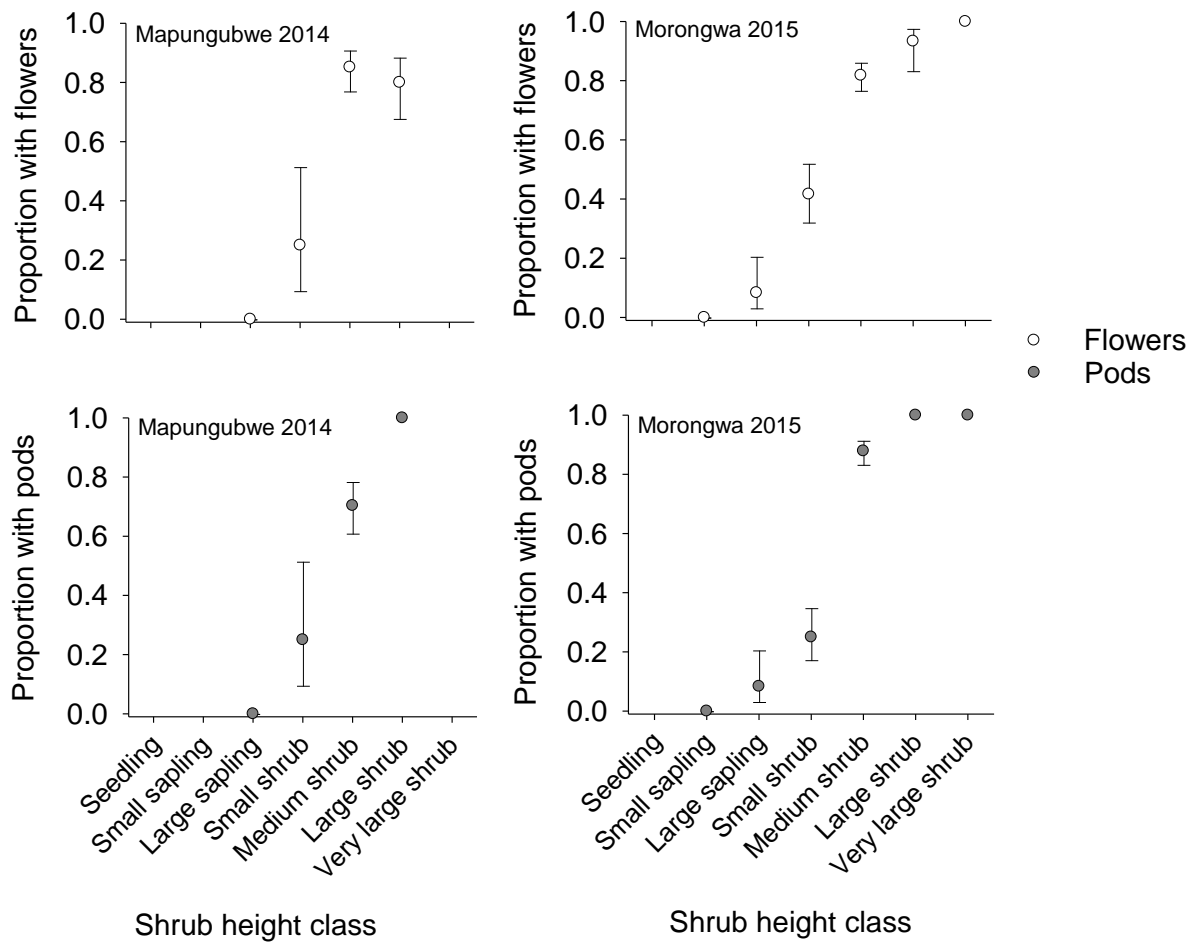 Proportion with flowers
1.0
0.8
0.6
0.4
0.2
0.0
Mapungubwe 2014
Proportion with flowers
1.0
0.8
0.6
0.4
0.2
0.0
Morongwa 2015
Flowers
Pods
Proportion with pods
1.0
0.8
0.6
0.4
0.2
0.0
Mapungubwe 2014
Seedling
Small sapling
Large sapling
Small shrub
Medium shrub
Large shrub
Very large shrub
Shrub height class
Proportion with pods
1.0
0.8
0.6
0.4
0.2
0.0
Morongwa 2015
Seedling
Small sapling
Large sapling
Small shrub
Medium shrub
Large shrub
Very large shrub
Shrub height class